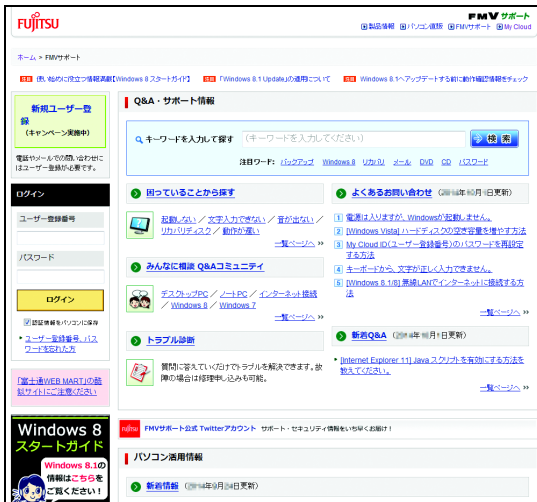 FUJITSU
FMV サポート
製品情報 パソコン直販 FMVサポート My Cloud
ホーム > FMVサポート
注目 使い始めに役立つ情報満載【Windows 8 スタートガイド】 注目 「Windows 8.1 Update」の適用について 注目 Windows 8.1へアップデートする前に動作確認情報をチェック
新規ユーザー登
録
(キャンペーン実施中)
電話やメールでの問い合わせに
はユーザー登録が必要です。
ログイン
ユーザー登録番号
パスワード
ログイン
認証情報をパソコンに保存
ユーザー登録番号、パス
ワードを忘れた方
「富士通WEB MART」の酷
似サイトにご注意ください
Windows 8
スタートガイド
Windows 8.1の
情報はこちらを
ご覧ください!
Q&A・サポート情報
キーワードを入力して探す (キーワードを入力してください) 検索
注目ワード: バックアップ Windows 8 リカバリ メール DVD CD パスワード
困っていることから探す
起動しない / 文字入力できない / 音が出ない /
リカバリディスク / 動作が遅い
一覧ページへ »
みんなに相談 Q&Aコミュニティ
デスクトップPC / ノートPC / インターネット接続
/ Windows 8 / Windows 7
一覧ページへ »
トラブル診断
質問に答えていくだけでトラブルを解決できます。故
障の場合は修理申し込みも可能。
よくあるお問い合わせ 年 月 日更新)
1 電源は入りますが、Windowsが起動しません。
2 [Windows Vista] ハードディスクの空き容量を増やす方法
3 My Cloud ID(ユーザー登録番号)のパスワードを再設定
する方法
4 キーボードから、文字が正しく入力できません。
5 [Windows 8.1/8] 無線LANでインターネットに接続する方
法
一覧ページへ »
新着Q&A 年 月 日更新)
[Internet Explorer 11] Java スクリプトを有効にする方法を
教えてください。
一覧ページへ »
FUJITSU FMVサポート公式 Twitterアカウント サポート・セキュリティ情報をいち早くお届け!
パソコン活用情報
新着情報 年9月 日更新)